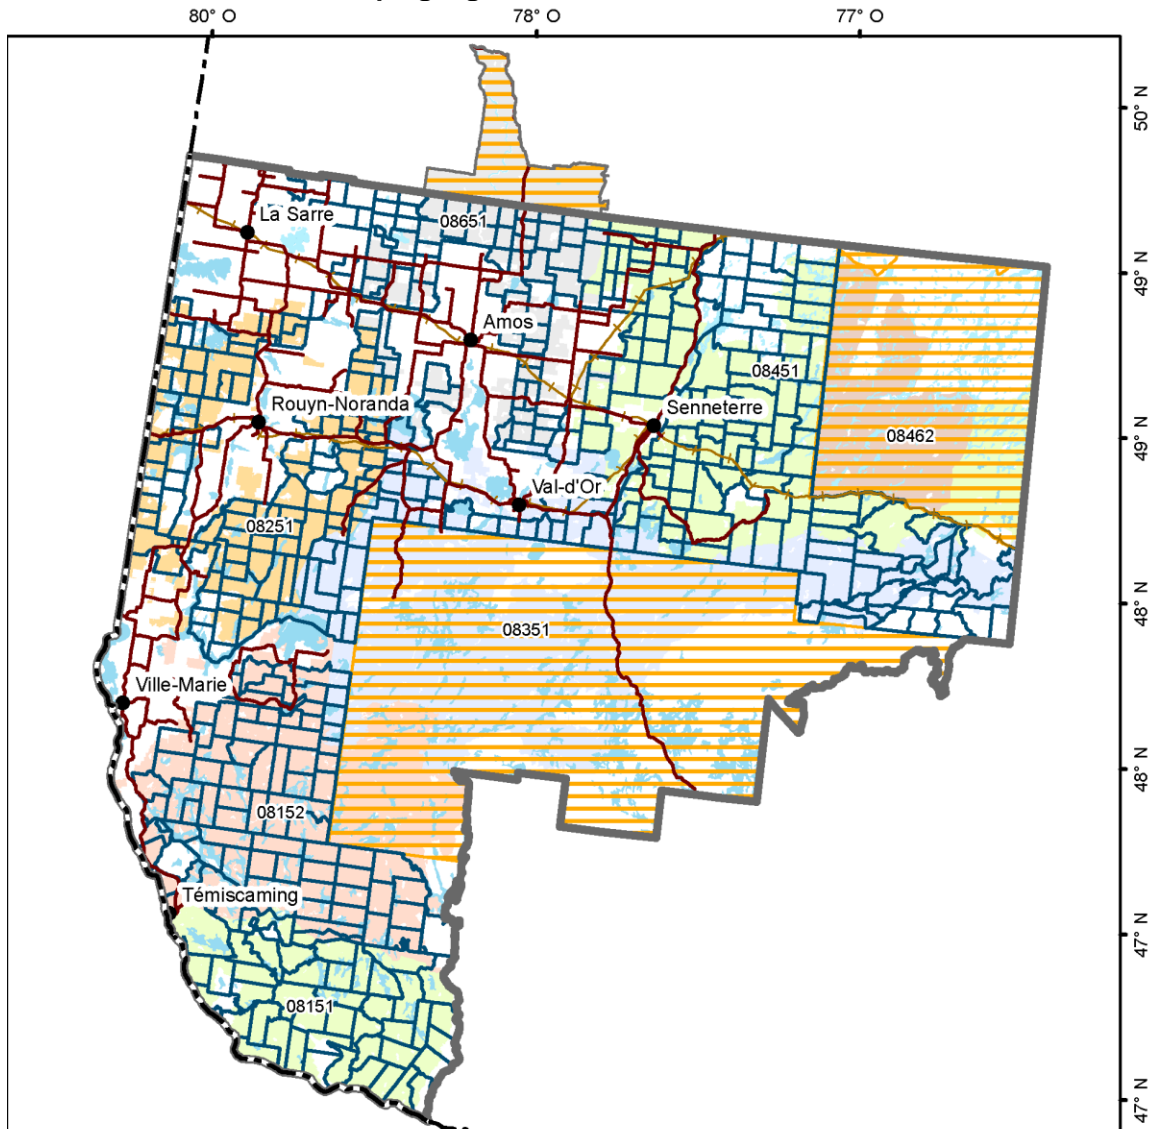 80° O
78° O
77° O
50° N
La Sarre
08651
49° N
Amos
08451
Rouyn-Noranda
Senneterre
08462
49° N
Val-d'Or
08251
08351
48° N
Ville-Marie
48° N
08152
Témiscaming
47° N
08151
47° N